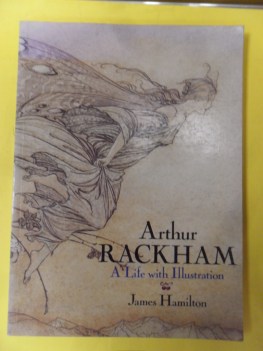 Arthur
RACKHAM
A Life with Illustration
James Hamilton